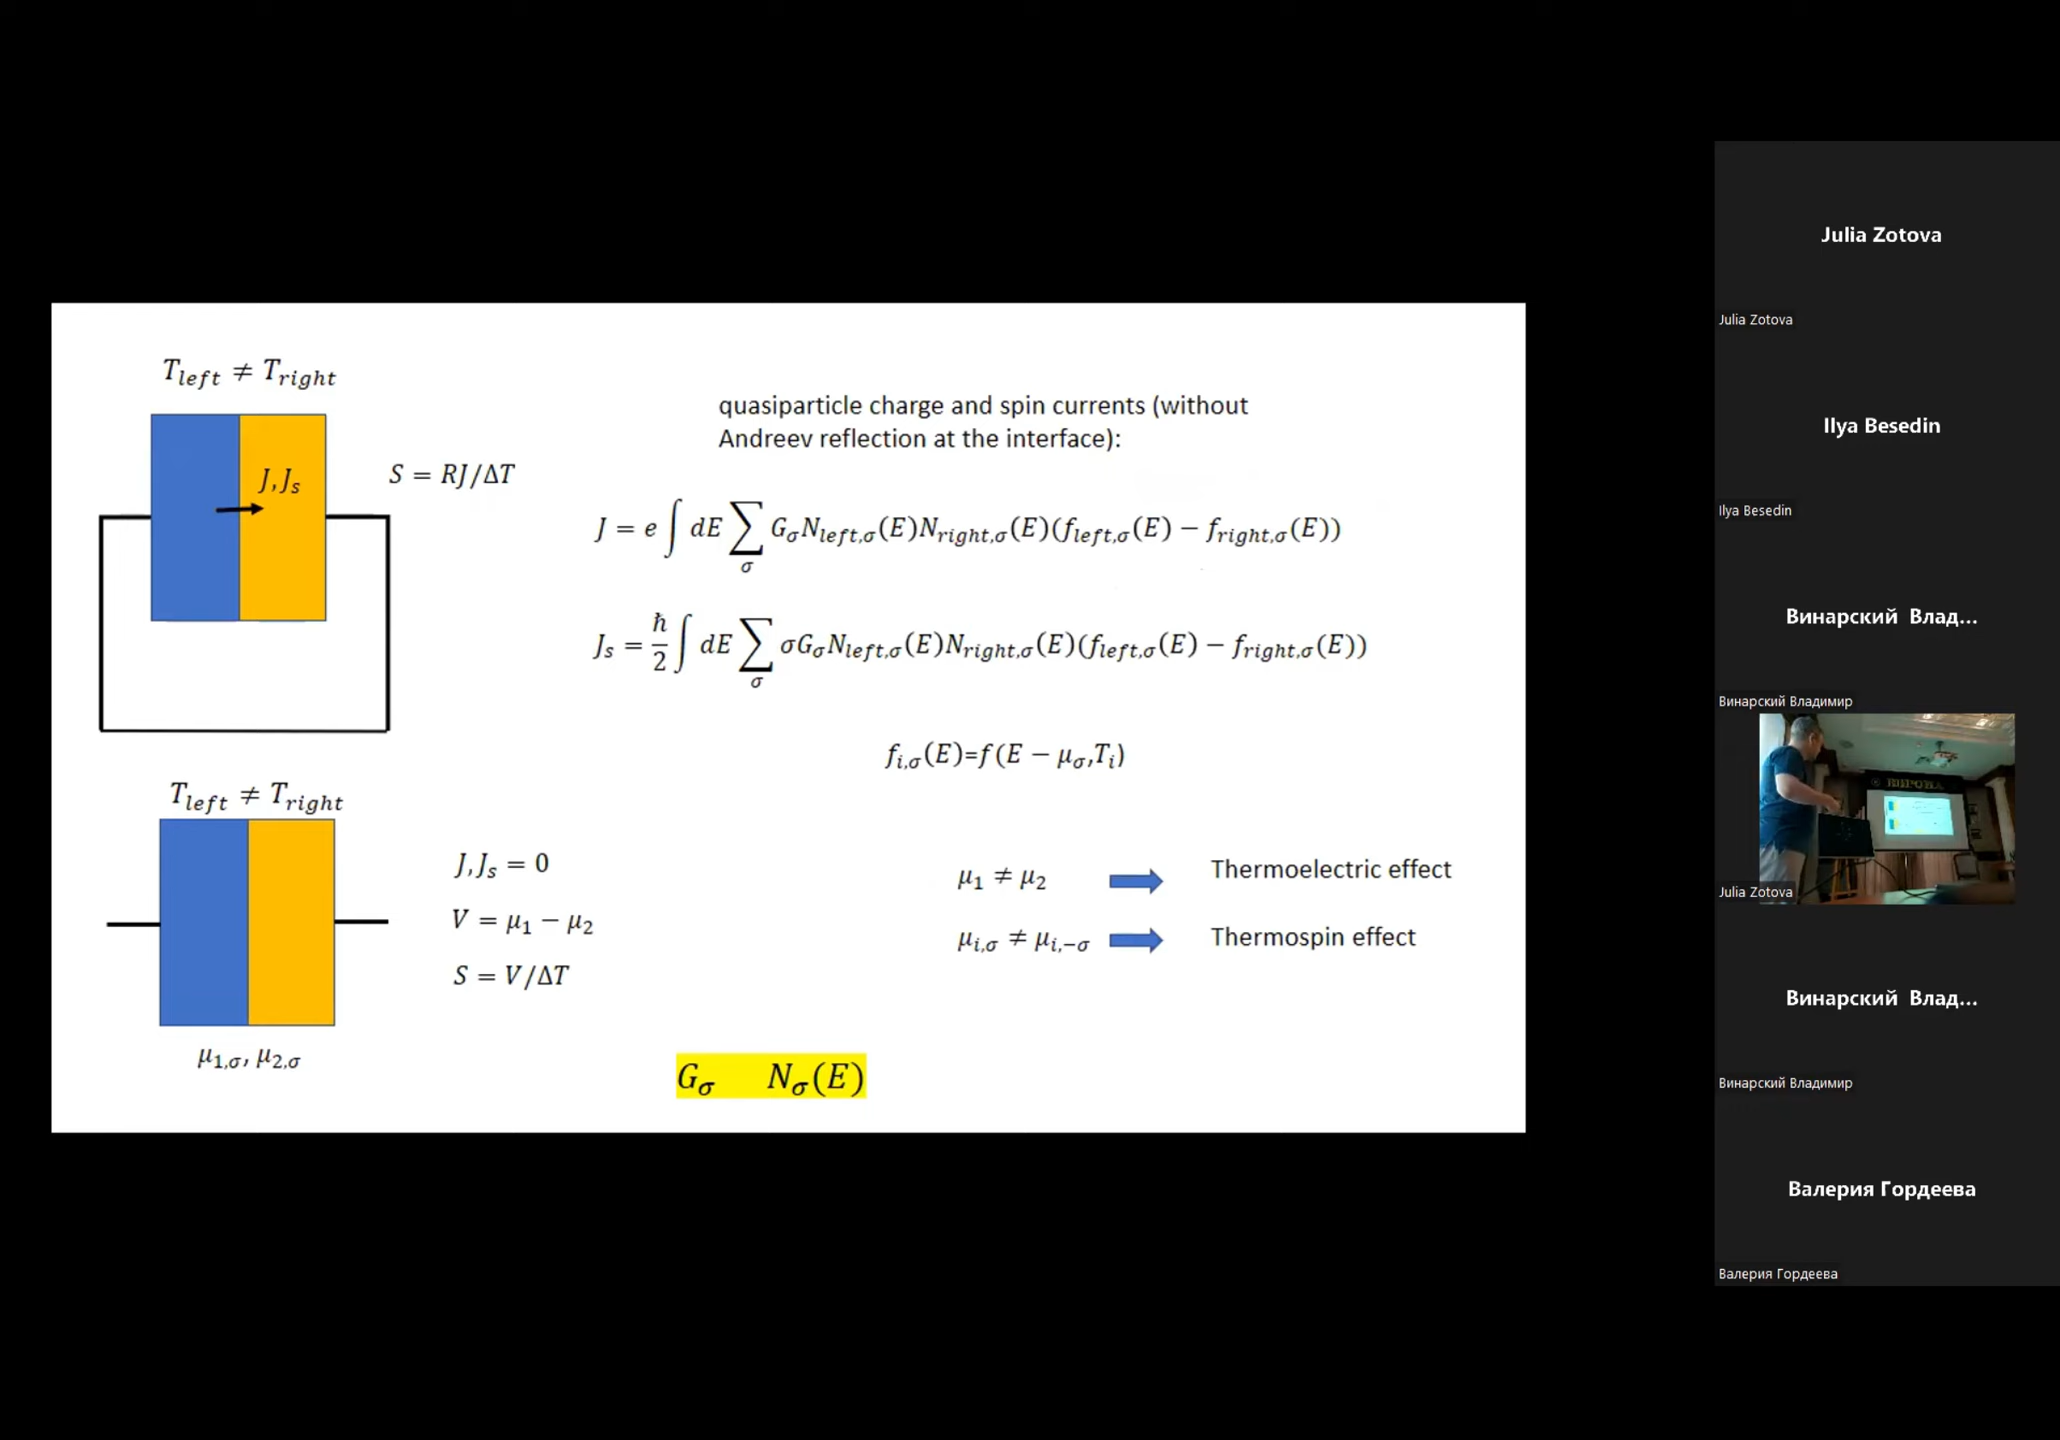 T_left ≠ T_right
J, J_s
S = RJ/ΔT
quasiparticle charge and spin currents (without
Andreev reflection at the interface):
J = e ∫ dE ∑_σ G_σ N_left,σ(E) N_right,σ(E)(f_left,σ(E) − f_right,σ(E))
J_s = ħ/2 ∫ dE ∑_σ σG_σ N_left,σ(E) N_right,σ(E)(f_left,σ(E) − f_right,σ(E))
f_i,σ(E)=f(E − μ_σ,T_i)
T_left ≠ T_right
J, J_s = 0
V = μ_1 − μ_2
S = V/ΔT
μ_1,σ, μ_2,σ
μ_1 ≠ μ_2
Thermoelectric effect
μ_i,σ ≠ μ_i,−σ
Thermospin effect
G_σ N_σ(E)
Julia Zotova
Julia Zotova
Ilya Besedin
Ilya Besedin
Винарский Влад...
Винарский Владимир
Julia Zotova
Винарский Влад...
Винарский Владимир
Валерия Гордеева
Валерия Гордеева